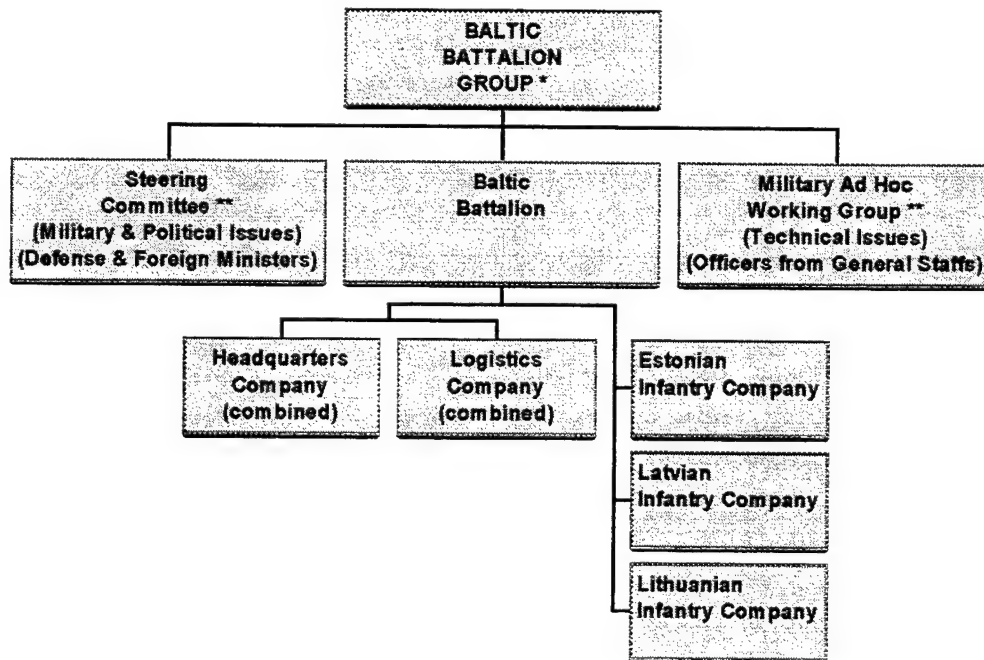 BALTIC
BATTALION
GROUP *
Steering
Committee **
(Military & Political Issues)
(Defense & Foreign Ministers)
Baltic
Battalion
Military Ad Hoc
Working Group **
(Technical Issues)
(Officers from General Staffs)
Headquarters
Company
(combined)
Logistics
Company
(combined)
Estonian
Infantry Company
Latvian
Infantry Company
Lithuanian
Infantry Company